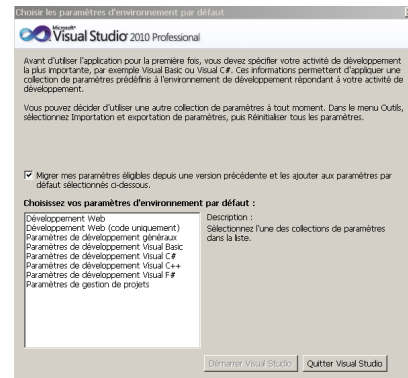 Choisir les paramètres d'environnement par défaut
Microsoft®
Visual Studio® 2010 Professional
Avant d'utiliser l'application pour la première fois, vous devez spécifier votre activité de développement
la plus importante, par exemple Visual Basic ou Visual C#. Ces informations permettent d'appliquer une
collection de paramètres prédéfinis à l'environnement de développement répondant à votre activité de
développement.
Vous pouvez décider d'utiliser une autre collection de paramètres à tout moment. Dans le menu Outils,
sélectionnez Importation et exportation de paramètres, puis Réinitialiser tous les paramètres.
Migrer mes paramètres éligibles depuis une version précédente et les ajouter aux paramètres par
défaut sélectionnés ci-dessous.
Choisissez vos paramètres d'environnement par défaut :
Développement Web
Développement Web (code uniquement)
Paramètres de développement généraux
Paramètres de développement Visual Basic
Paramètres de développement Visual C#
Paramètres de développement Visual C++
Paramètres de développement Visual F#
Paramètres de gestion de projets
Description :
Sélectionnez l'une des collections de paramètres
dans la liste.
Démarrer Visual Studio
Quitter Visual Studio